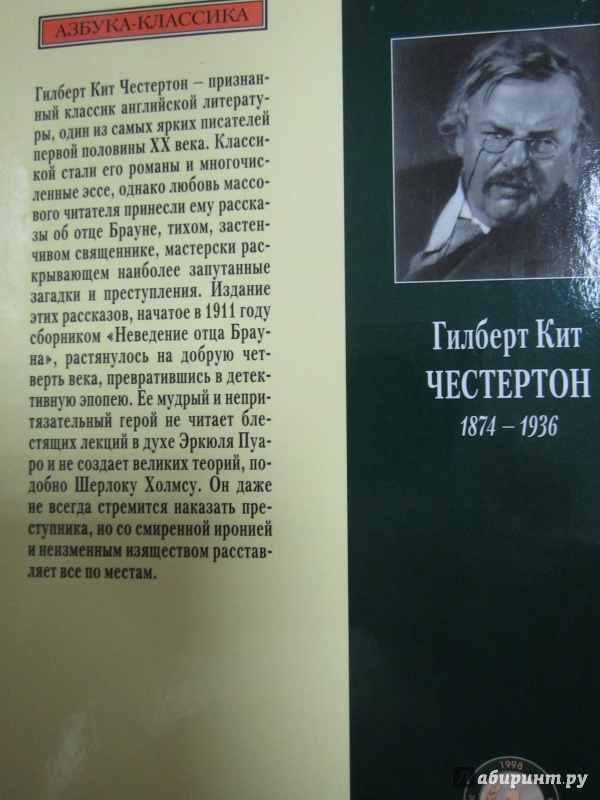 АЗБУКА-КЛАССИКА
Гилберт Кит Честертон – признан-
ный классик английской литерату-
ры, один из самых ярких писателей
первой половины XX века. Класси-
кой стали его романы и многочис-
ленные эссе, однако любовь массо-
вого читателя принесли ему расска-
зы об отце Брауне, тихом, застен-
чивом священнике, мастерски рас-
крывающем наиболее запутанные
загадки и преступления. Издание
этих рассказов, начатое в 1911 году
сборником «Неведение отца Брау-
на», растянулось на добрую чет-
верть века, превратившись в детек-
тивную эпопею. Ее мудрый и непри-
тязательный герой не читает бле-
стящих лекций в духе Эркюля Пуа-
ро и не создает великих теорий, по-
добно Шерлоку Холмсу. Он даже
не всегда стремится наказать пре-
ступника, но со смиренной иронией
и неизменным изяществом расстав-
ляет все по местам.
Гилберт Кит
ЧЕСТЕРТОН
1874 – 1936
1998
Лабиринт.ру